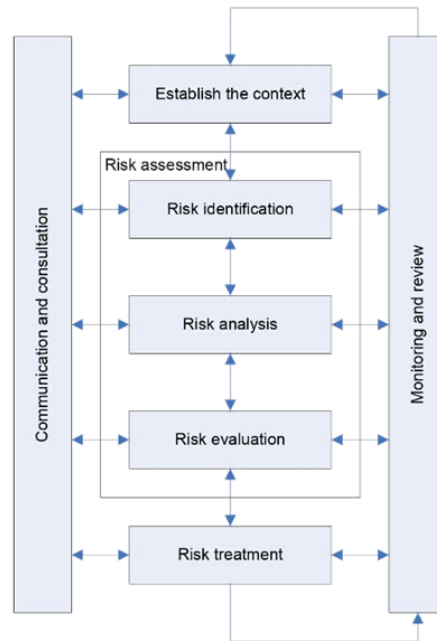 Establish the context
Risk assessment
Risk identification
Risk analysis
Risk evaluation
Risk treatment
Communication and consultation
Monitoring and review